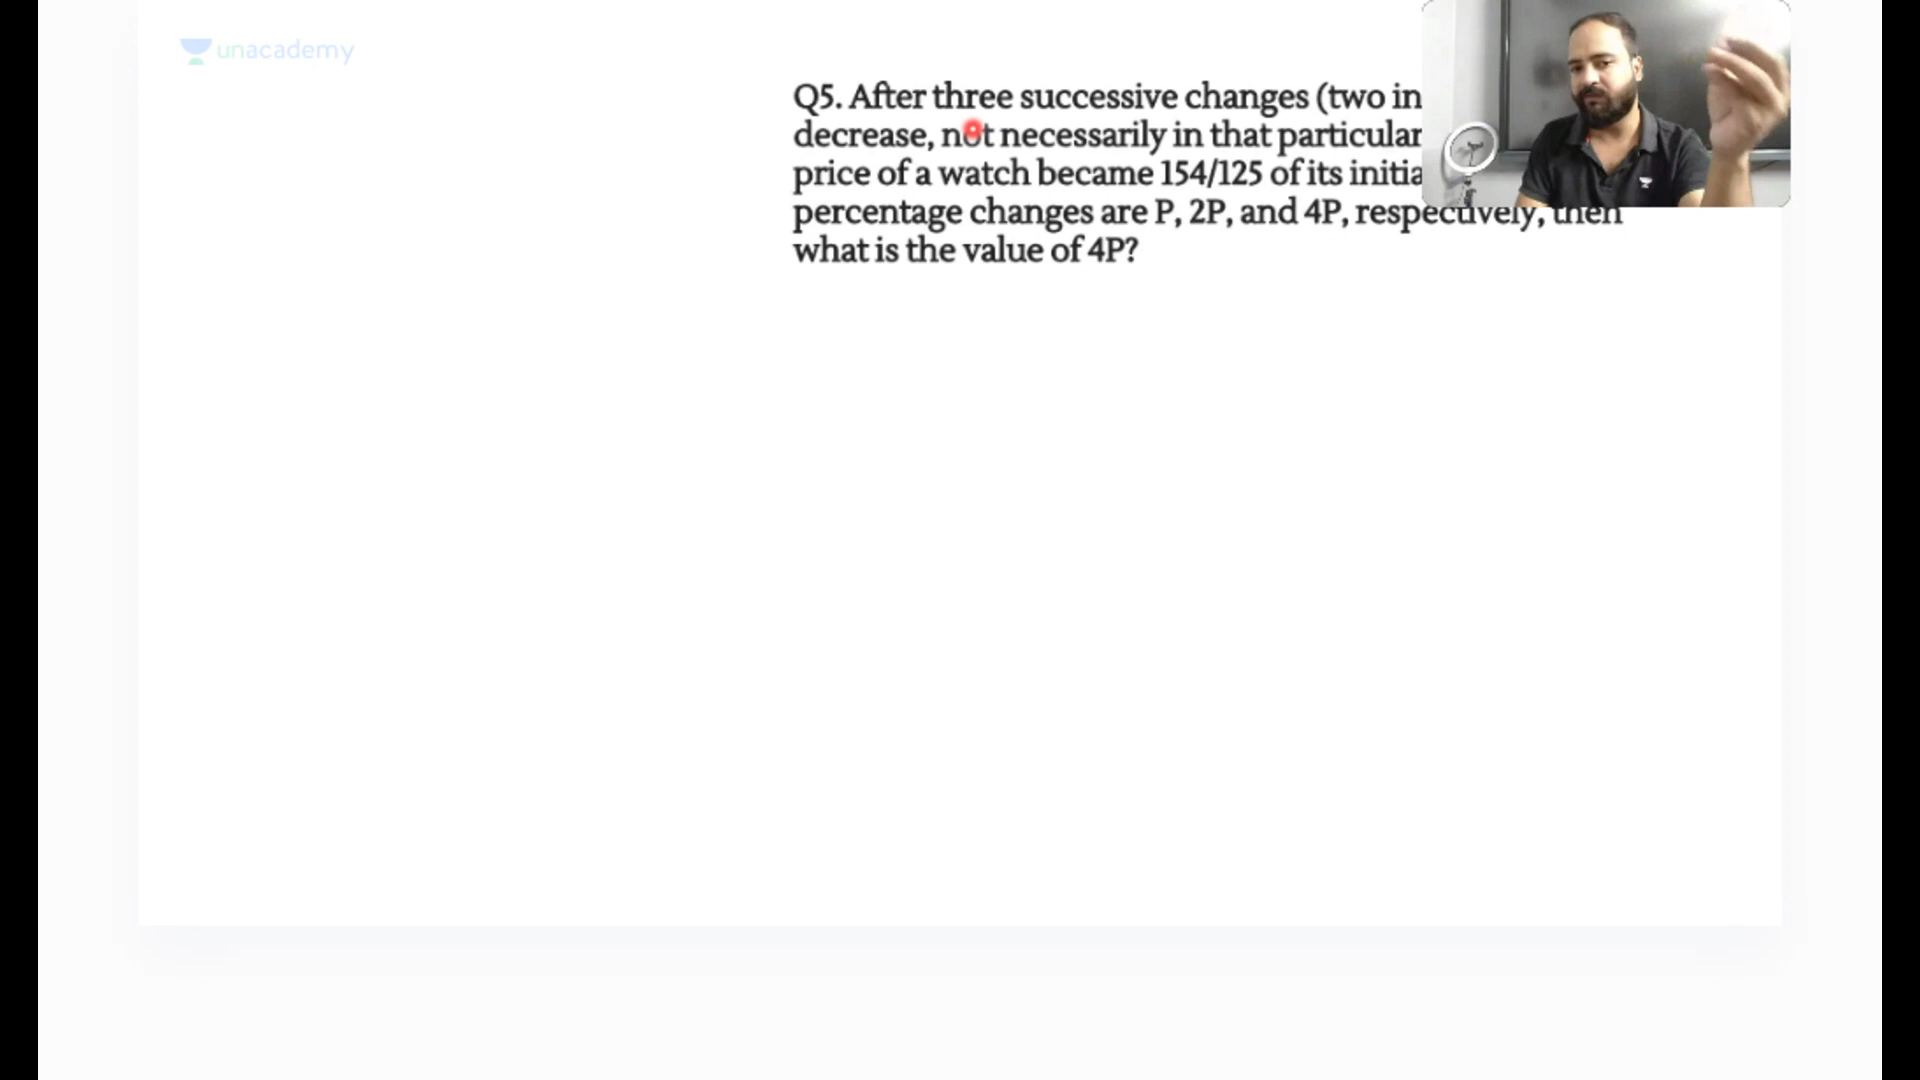 unacademy
Q5. After three successive changes (two in
decrease, not necessarily in that particular
price of a watch became 154/125 of its initia
percentage changes are P, 2P, and 4P, respectively, then
what is the value of 4P?